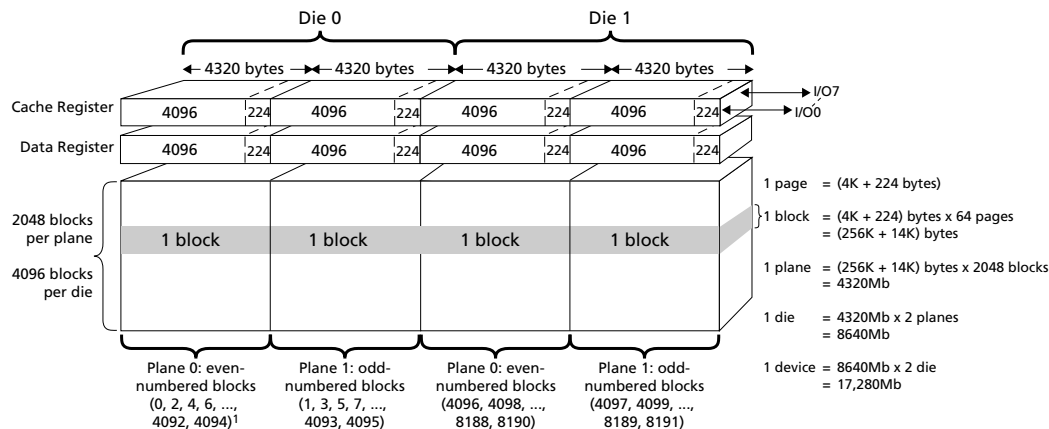 Die 0 Die 1
4320 bytes 4320 bytes 4320 bytes 4320 bytes
I/O7
Cache Register 4096 224 4096 224 4096 224 4096 224 I/O0
Data Register 4096 224 4096 224 4096 224 4096 224
2048 blocks
per plane
4096 blocks
per die
1 block 1 block 1 block 1 block
1 page = (4K + 224 bytes)
1 block = (4K + 224) bytes x 64 pages
= (256K + 14K) bytes
1 plane = (256K + 14K) bytes x 2048 blocks
= 4320Mb
1 die = 4320Mb x 2 planes
= 8640Mb
1 device = 8640Mb x 2 die
= 17,280Mb
Plane 0: even-
numbered blocks
(0, 2, 4, 6, ...,
4092, 4094)1
Plane 1: odd-
numbered blocks
(1, 3, 5, 7, ...,
4093, 4095)
Plane 0: even-
numbered blocks
(4096, 4098, ...,
8188, 8190)
Plane 1: odd-
numbered blocks
(4097, 4099, ...,
8189, 8191)